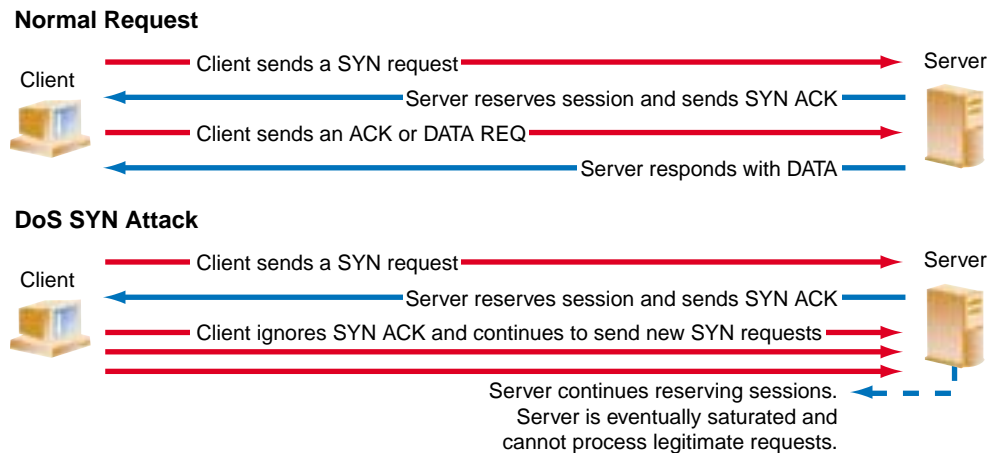 Normal Request
Client sends a SYN request
Server
Client
Server reserves session and sends SYN ACK
Client sends an ACK or DATA REQ
Server responds with DATA
DoS SYN Attack
Client sends a SYN request
Server
Client
Server reserves session and sends SYN ACK
Client ignores SYN ACK and continues to send new SYN requests
Server continues reserving sessions.
Server is eventually saturated and
cannot process legitimate requests.